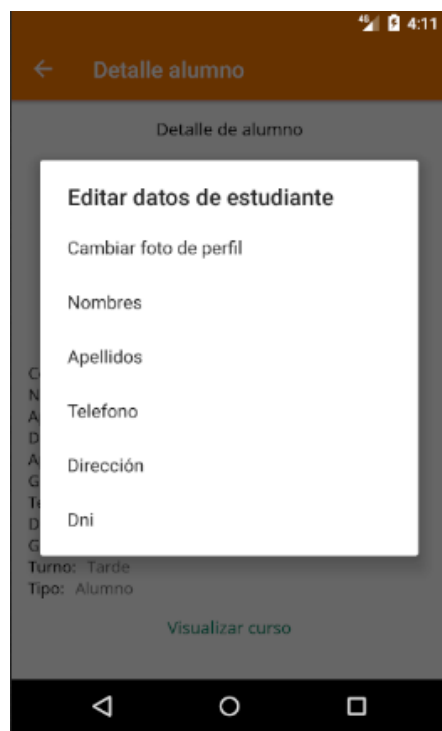 4G 4:11
Detalle alumno
Detalle de alumno
Editar datos de estudiante
Cambiar foto de perfil
Nombres
Apellidos
Telefono
Dirección
Dni
Turno: Tarde
Tipo: Alumno
Visualizar curso